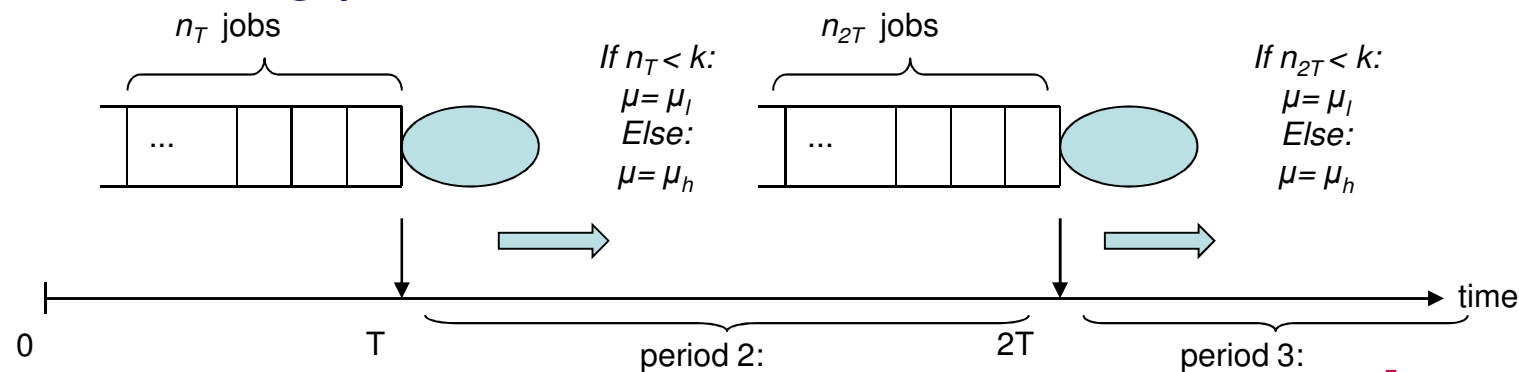 n_T jobs
n_2T jobs
If n_T < k:
µ= µ_l
Else:
µ= µ_h
If n_2T < k:
µ= µ_l
Else:
µ= µ_h
...
...
time
0
T
2T
period 2:
period 3: